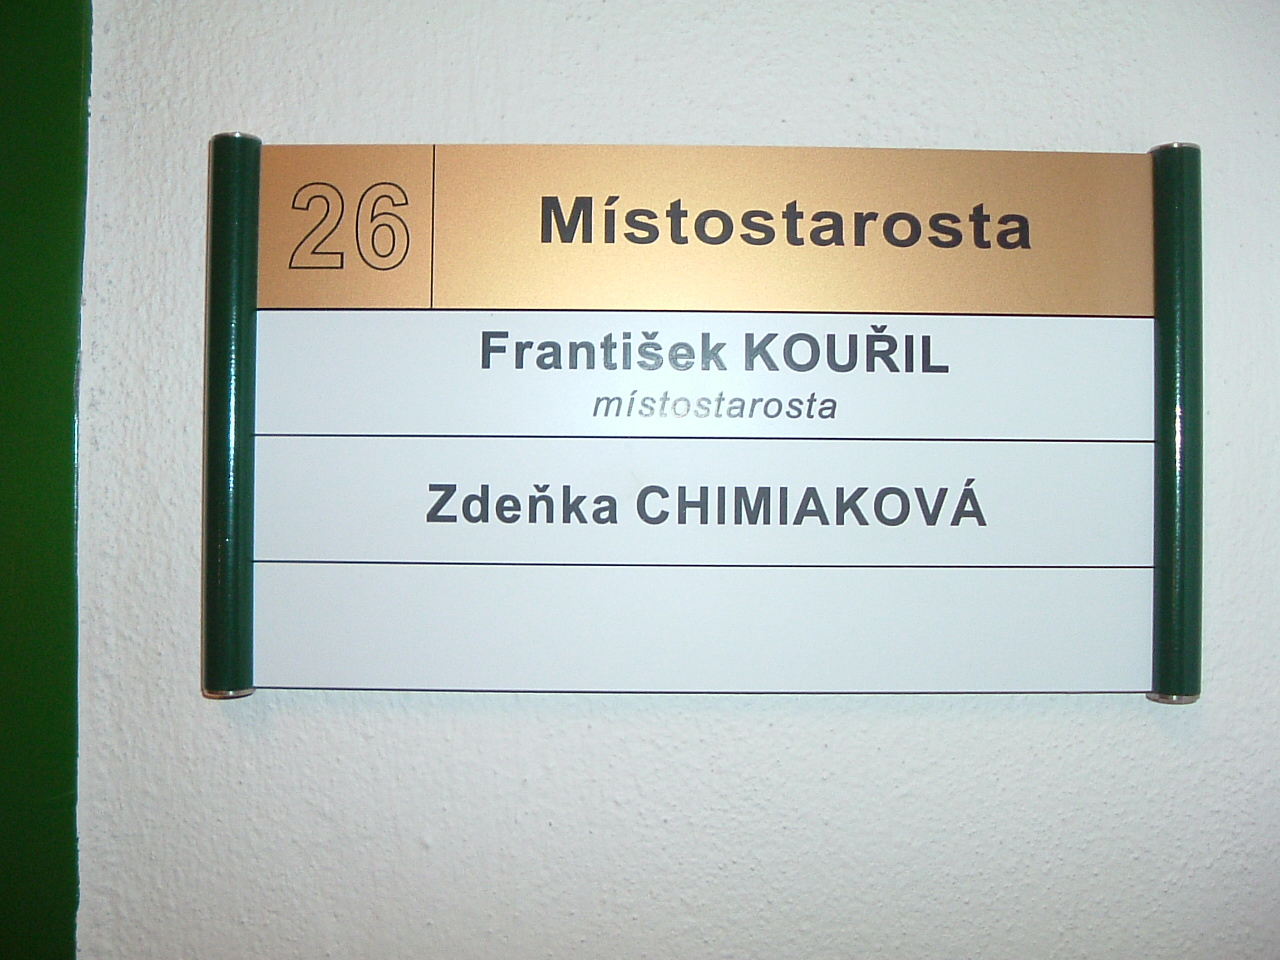 26 Místostarosta
František KOUŘIL
místostarosta
Zdeňka CHIMIAKOVÁ